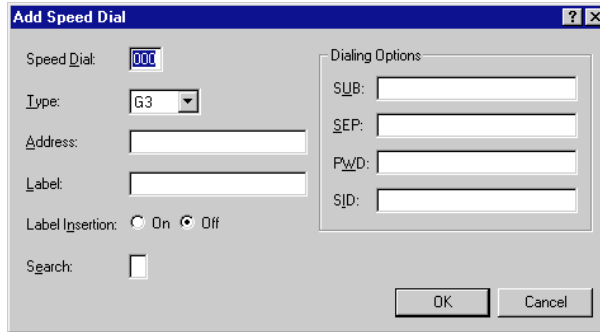 Add Speed Dial
Speed Dial: 000
Type: G3
Address:
Label:
Label Insertion: On Off
Search:
Dialing Options
SUB:
SEP:
PWD:
SID:
OK Cancel